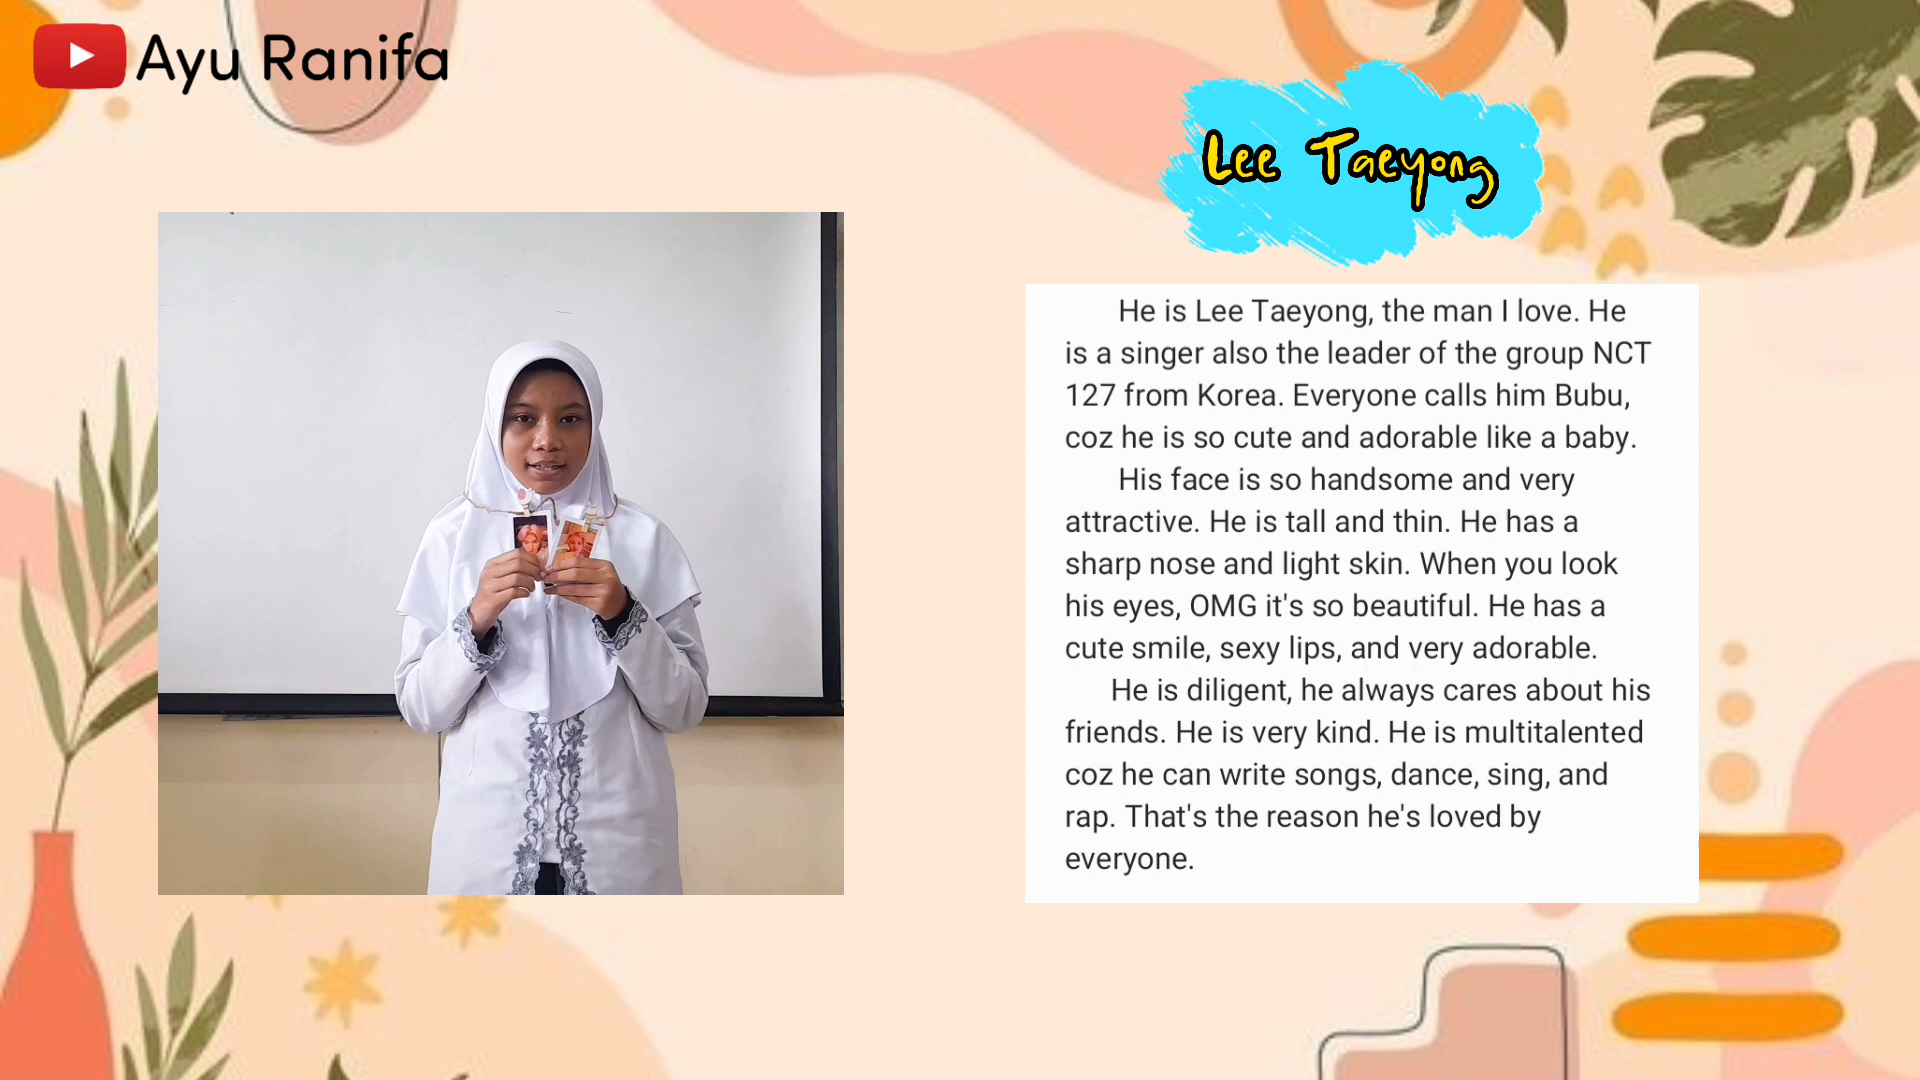 Ayu Ranifa
Lee Taeyong
He is Lee Taeyong, the man I love. He
is a singer also the leader of the group NCT
127 from Korea. Everyone calls him Bubu,
coz he is so cute and adorable like a baby.
His face is so handsome and very
attractive. He is tall and thin. He has a
sharp nose and light skin. When you look
his eyes, OMG it's so beautiful. He has a
cute smile, sexy lips, and very adorable.
He is diligent, he always cares about his
friends. He is very kind. He is multitalented
coz he can write songs, dance, sing, and
rap. That's the reason he's loved by
everyone.